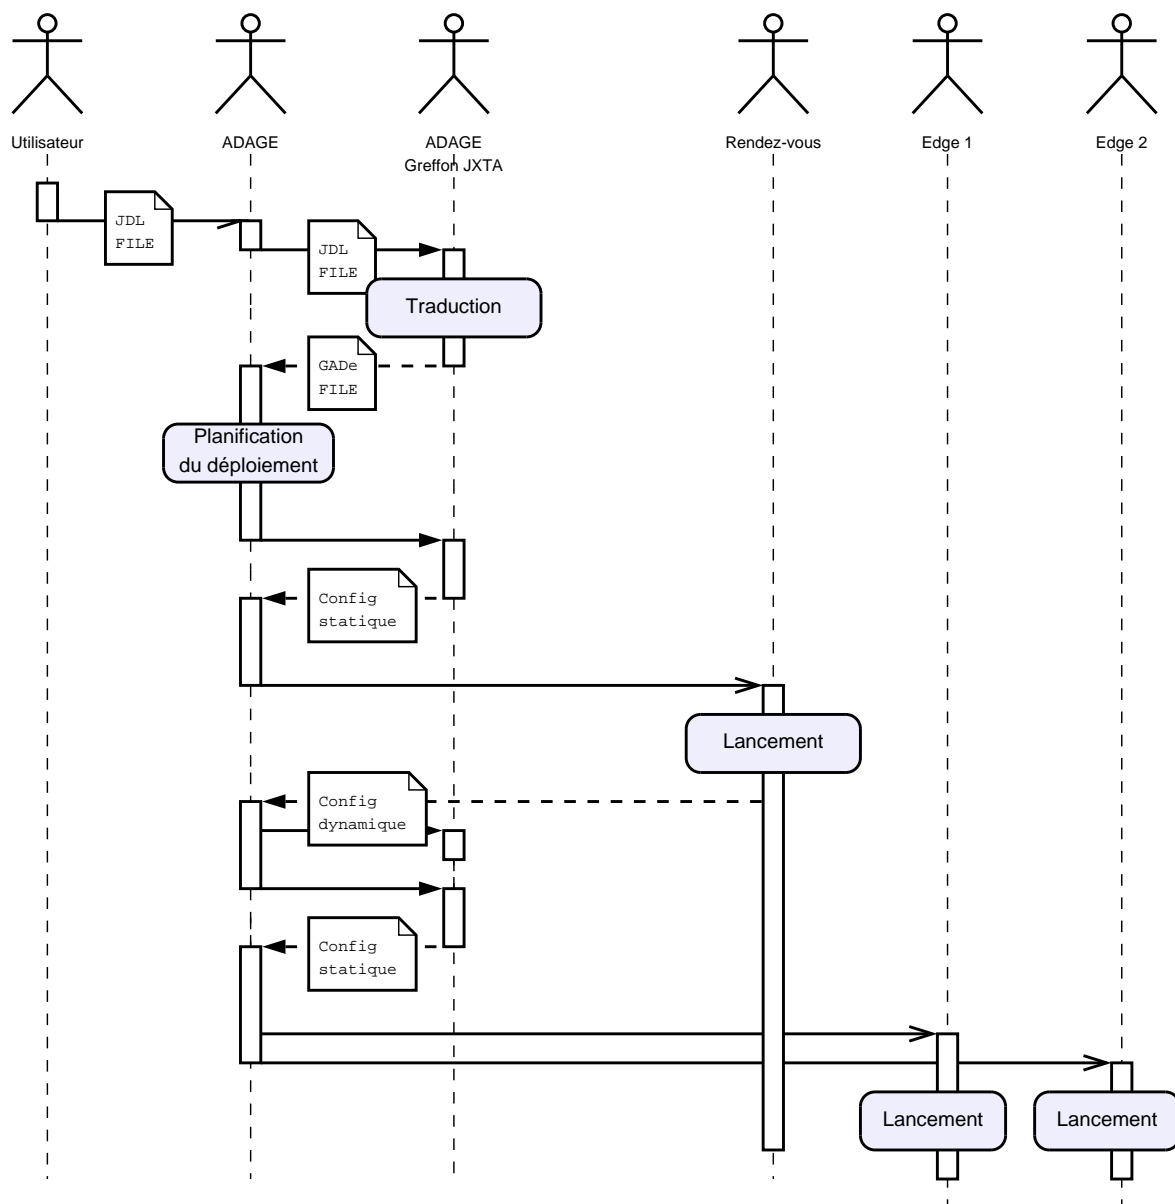 Utilisateur
ADAGE
ADAGE
Greffon JXTA
Rendez-vous
Edge 1
Edge 2
JDL
FILE
JDL
FILE
Traduction
GADe
FILE
Planification
du déploiement
Config
statique
Lancement
Config
dynamique
Config
statique
Lancement
Lancement